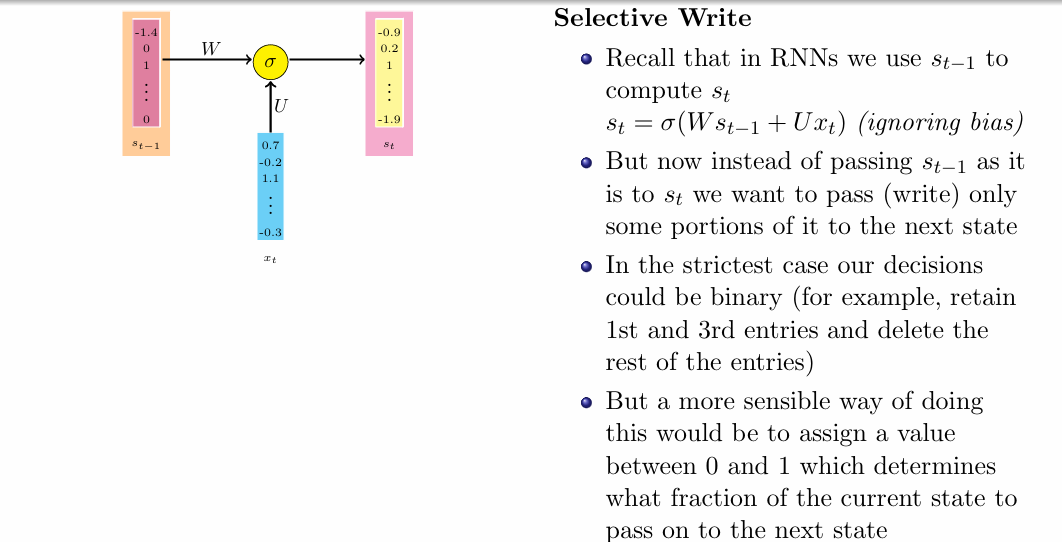 -1.4
0
1
⋮
0
s_{t−1}
W
σ
U
-0.9
0.2
1
⋮
-1.9
s_t
0.7
-0.2
1.1
⋮
-0.3
x_t
Selective Write
Recall that in RNNs we use s_{t−1} to
compute s_t
s_t = σ(Ws_{t−1} + Ux_t) (ignoring bias)
But now instead of passing s_{t−1} as it
is to s_t we want to pass (write) only
some portions of it to the next state
In the strictest case our decisions
could be binary (for example, retain
1st and 3rd entries and delete the
rest of the entries)
But a more sensible way of doing
this would be to assign a value
between 0 and 1 which determines
what fraction of the current state to
pass on to the next state